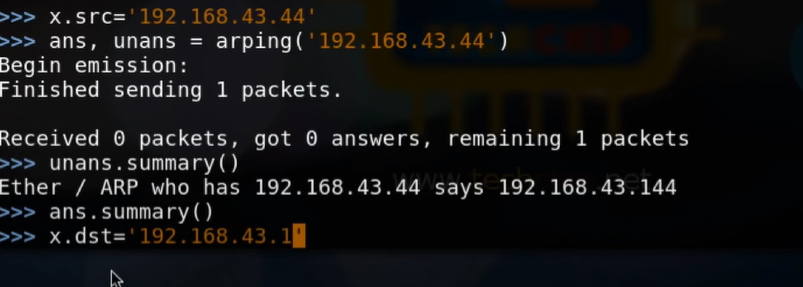 >>> x.src='192.168.43.44'
>>> ans, unans = arping('192.168.43.44')
Begin emission:
Finished sending 1 packets.

Received 0 packets, got 0 answers, remaining 1 packets
>>> unans.summary()
Ether / ARP who has 192.168.43.44 says 192.168.43.144
>>> ans.summary()
>>> x.dst='192.168.43.1'